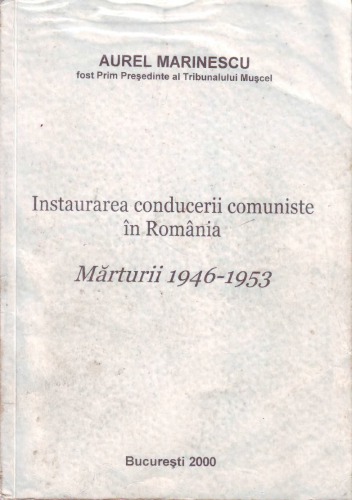 AUREL MARINESCU
fost Prim Preşedinte al Tribunalului Muşcel
Instaurarea conducerii comuniste
în România
Mărturii 1946-1953
Bucureşti 2000